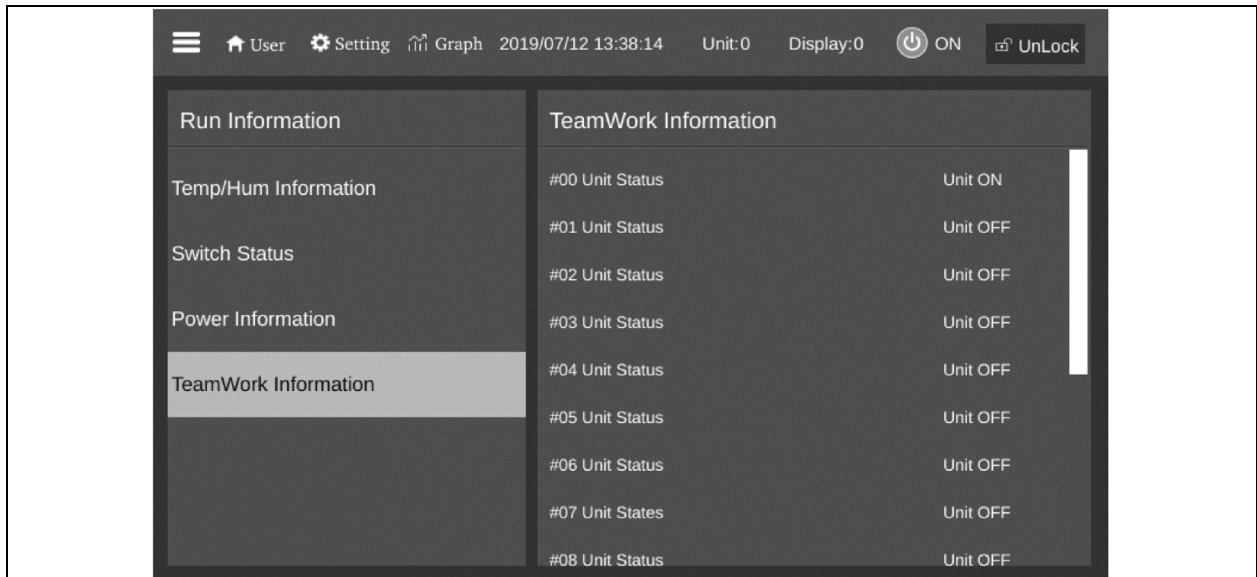 User Setting Graph 2019/07/12 13:38:14 Unit:0 Display:0 ON UnLock
Run Information
Temp/Hum Information
Switch Status
Power Information
TeamWork Information
TeamWork Information
#00 Unit Status Unit ON
#01 Unit Status Unit OFF
#02 Unit Status Unit OFF
#03 Unit Status Unit OFF
#04 Unit Status Unit OFF
#05 Unit Status Unit OFF
#06 Unit Status Unit OFF
#07 Unit States Unit OFF
#08 Unit Status Unit OFF